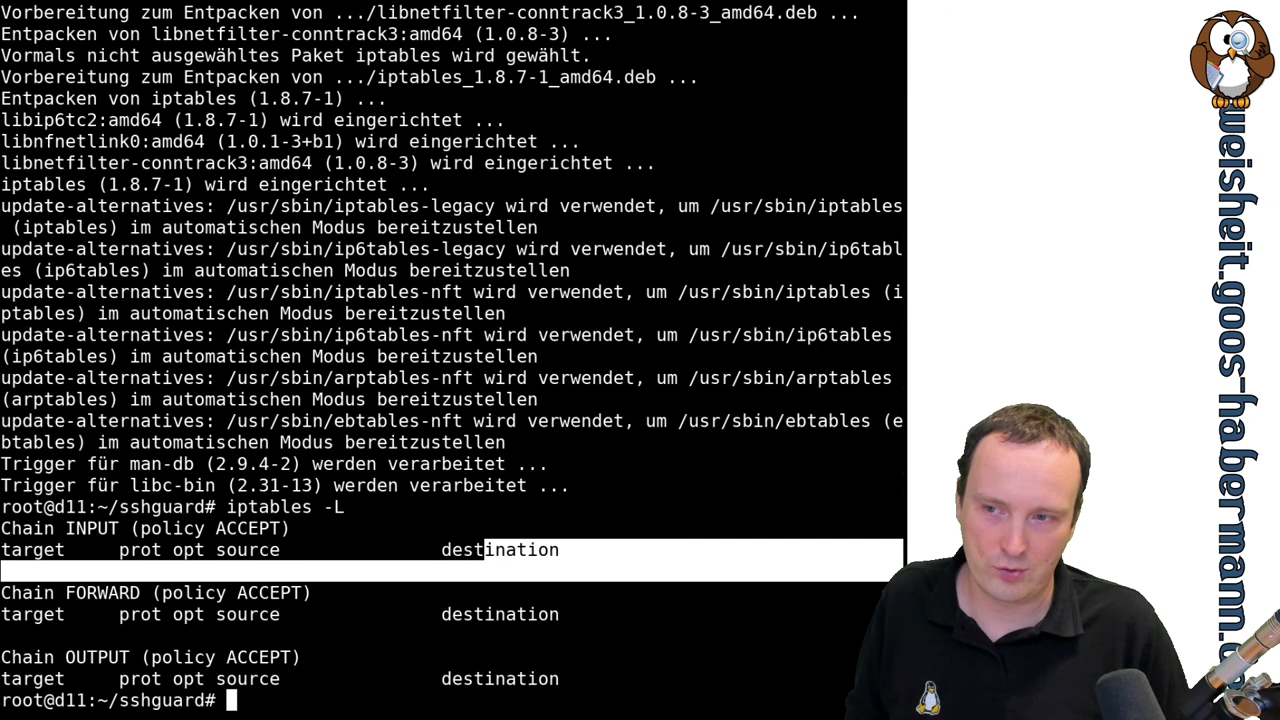 Vorbereitung zum Entpacken von .../libnetfilter-conntrack3_1.0.8-3_amd64.deb ...
Entpacken von libnetfilter-conntrack3:amd64 (1.0.8-3) ...
Vormals nicht ausgewähltes Paket iptables wird gewählt.
Vorbereitung zum Entpacken von .../iptables_1.8.7-1_amd64.deb ...
Entpacken von iptables (1.8.7-1) ...
libip6tc2:amd64 (1.8.7-1) wird eingerichtet ...
libnfnetlink0:amd64 (1.0.1-3+b1) wird eingerichtet ...
libnetfilter-conntrack3:amd64 (1.0.8-3) wird eingerichtet ...
iptables (1.8.7-1) wird eingerichtet ...
update-alternatives: /usr/sbin/iptables-legacy wird verwendet, um /usr/sbin/iptables
 (iptables) im automatischen Modus bereitzustellen
update-alternatives: /usr/sbin/ip6tables-legacy wird verwendet, um /usr/sbin/ip6tabl
es (ip6tables) im automatischen Modus bereitzustellen
update-alternatives: /usr/sbin/iptables-nft wird verwendet, um /usr/sbin/iptables (i
ptables) im automatischen Modus bereitzustellen
update-alternatives: /usr/sbin/ip6tables-nft wird verwendet, um /usr/sbin/ip6tables
(ip6tables) im automatischen Modus bereitzustellen
update-alternatives: /usr/sbin/arptables-nft wird verwendet, um /usr/sbin/arptables
(arptables) im automatischen Modus bereitzustellen
update-alternatives: /usr/sbin/ebtables-nft wird verwendet, um /usr/sbin/ebtables (e
btables) im automatischen Modus bereitzustellen
Trigger für man-db (2.9.4-2) werden verarbeitet ...
Trigger für libc-bin (2.31-13) werden verarbeitet ...
root@d11:~/sshguard# iptables -L
Chain INPUT (policy ACCEPT)
target     prot opt source               destination
Chain FORWARD (policy ACCEPT)
target     prot opt source               destination
Chain OUTPUT (policy ACCEPT)
target     prot opt source               destination
root@d11:~/sshguard#
weisheit.goos-habermann.d